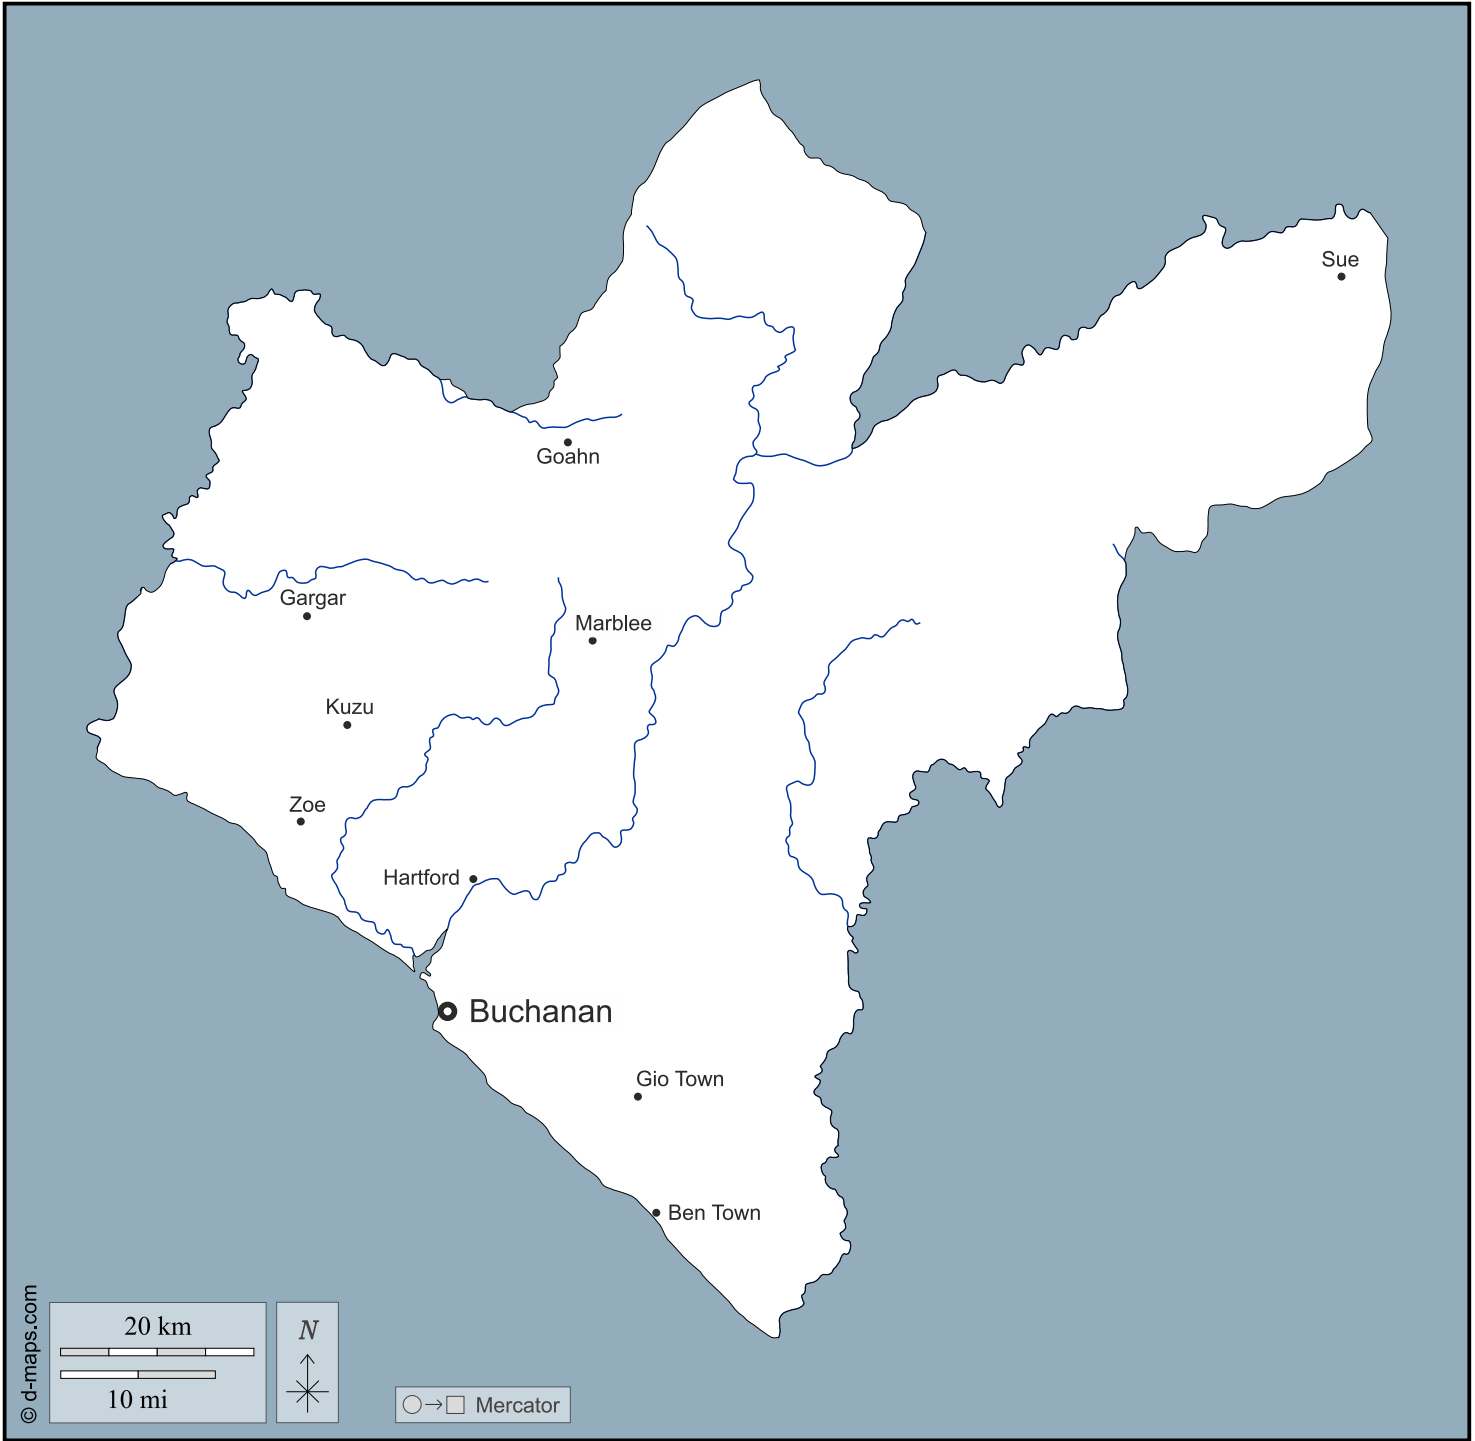 Sue
Goahn
Gargar
Marblee
Kuzu
Zoe
Hartford
Buchanan
Gio Town
Ben Town
© d-maps.com
20 km
10 mi
N
Mercator